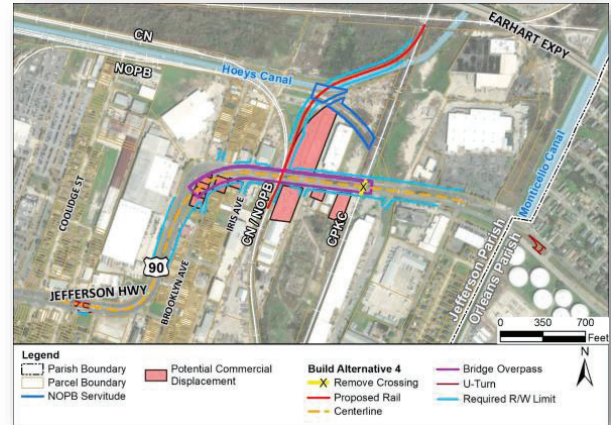 EARHART EXPY
CN
NOPB
Hoeys Canal
Monticello Canal
COOLIDGE ST
IRIS AVE
CN / NOPB
CPKC
X
90
JEFFERSON HWY
BROOKLYN AVE
Jefferson Parish
Orleans Parish
0 350 700
Feet
N
Legend
Parish Boundary
Parcel Boundary
NOPB Servitude
Potential Commercial
Displacement
Build Alternative 4
X Remove Crossing
Proposed Rail
Centerline
Bridge Overpass
U-Turn
Required R/W Limit